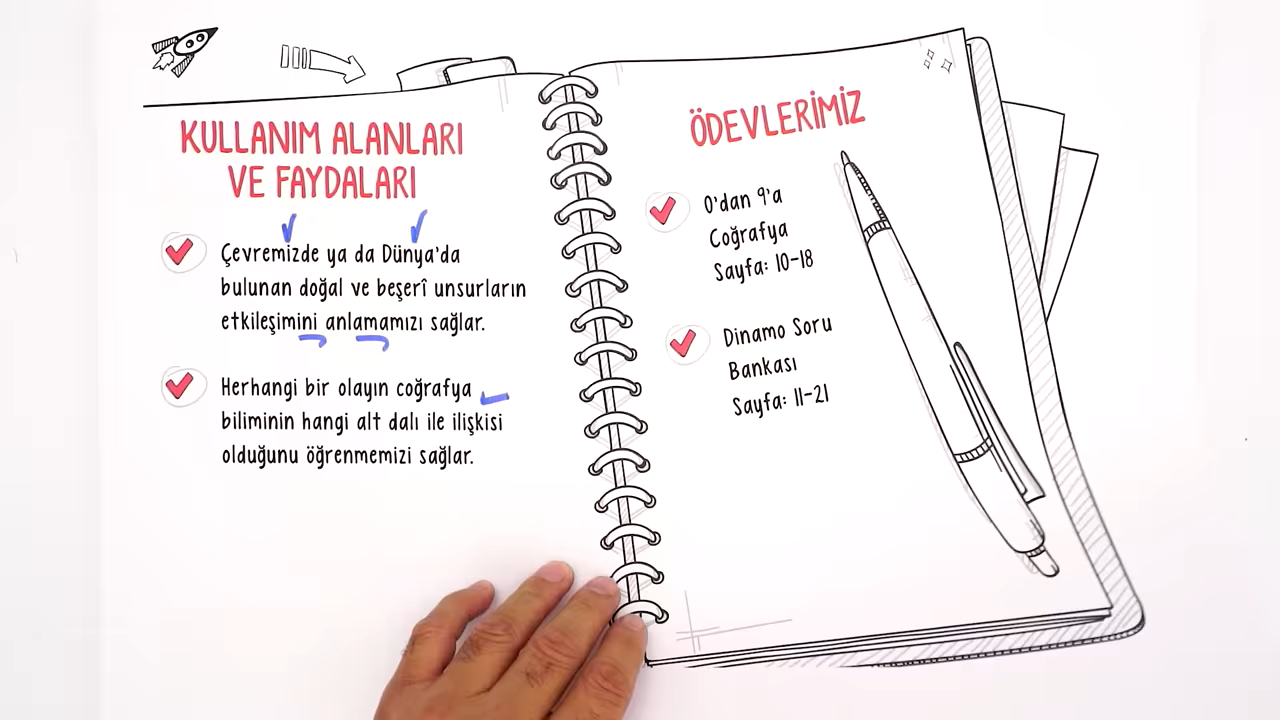 KULLANIM ALANLARI
VE FAYDALARI
Çevremizde ya da Dünya'da
bulunan doğal ve beşerî unsurların
etkileşimini anlamamızı sağlar.
Herhangi bir olayın coğrafya
biliminin hangi alt dalı ile ilişkisi
olduğunu öğrenmemizi sağlar.
ÖDEVLERİMİZ
0'dan 9'a
Coğrafya
Sayfa: 10-18
Dinamo Soru
Bankası
Sayfa: 11-21